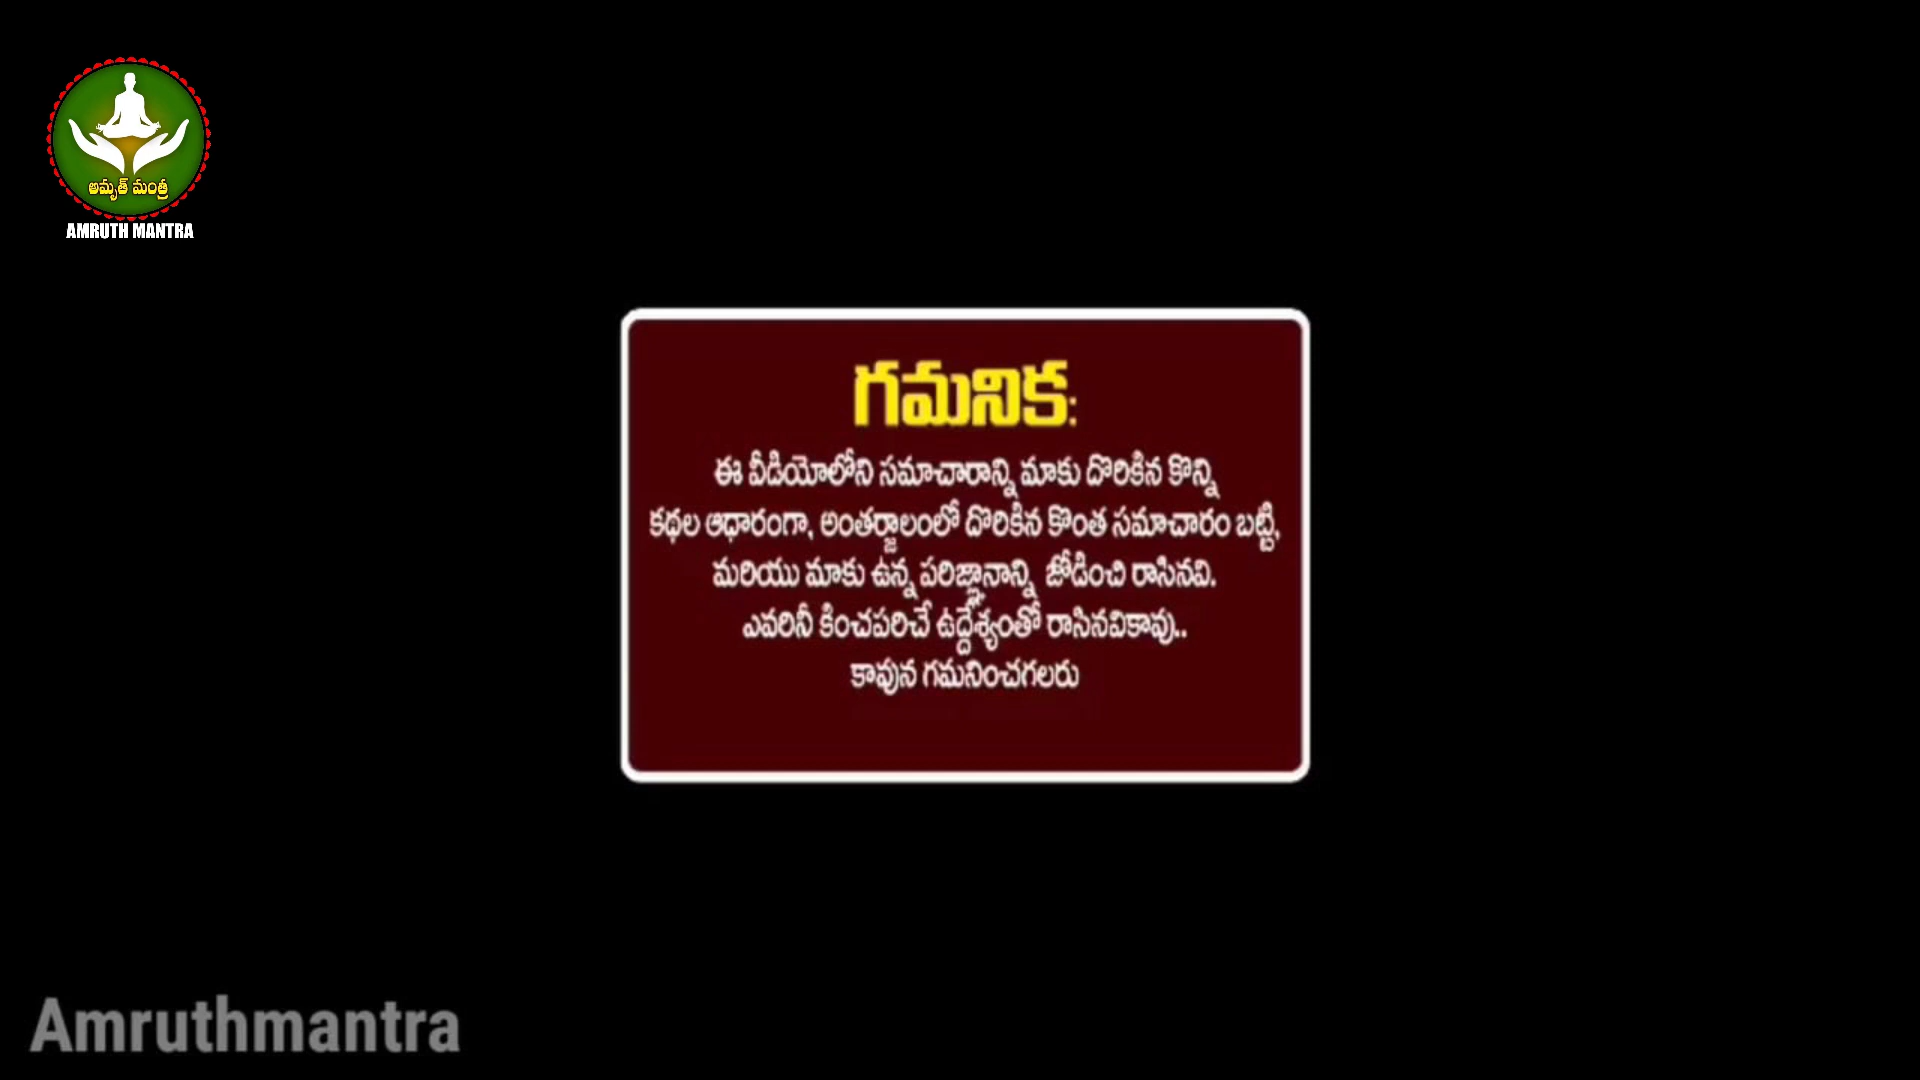 అమృత్ మంత్ర
AMRUTH MANTRA
గమనిక:
ఈ వీడియోలోని సమాచారాన్ని మాకు దొరికిన కొన్ని
కథల ఆధారంగా, అంతర్జాలంలో దొరికిన కొంత సమాచారం బట్టి,
మరియు మాకు ఉన్న పరిజ్ఞానాన్ని జోడించి రాసినవి.
ఎవరినీ కించపరిచే ఉద్దేశ్యంతో రాసినవికావు..
కావున గమనించగలరు
Amruthmantra